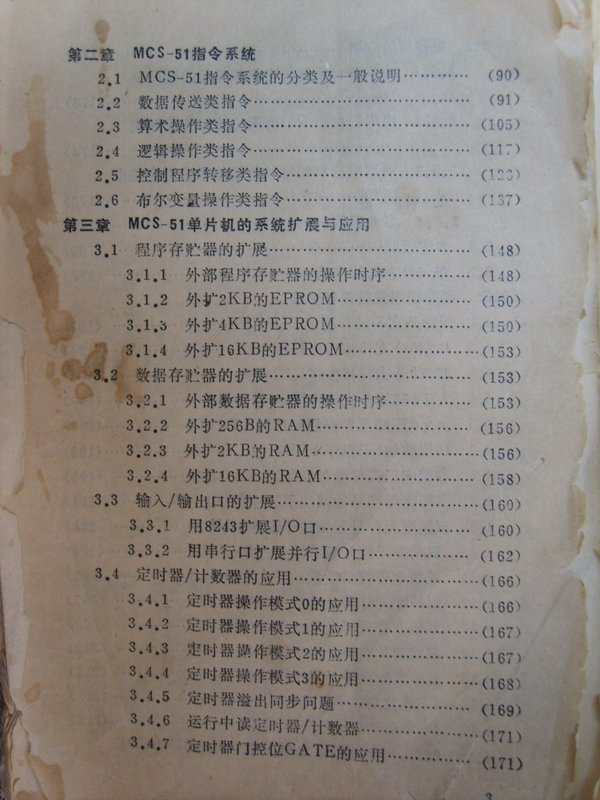 第二章 MCS-51指令系统
2.1 MCS-51指令系统的分类及一般说明…………(90)
2.2 数据传送类指令…………………………(91)
2.3 算术操作类指令…………………………(105)
2.4 逻辑操作类指令…………………………(117)
2.5 控制程序转移类指令……………………
2.6 布尔变量操作类指令……………………(137)
第三章 MCS-51单片机的系统扩展与应用
3.1 程序存贮器的扩展………………………(148)
3.1.1 外部程序存贮器的操作时序…………(148)
3.1.2 外扩2KB的EPROM………………(150)
3.1.3 外扩4KB的EPROM………………(150)
3.1.4 外扩16KB的EPROM………………(153)
3.2 数据存贮器的扩展………………………(153)
3.2.1 外部数据存贮器的操作时序…………(153)
3.2.2 外扩256B的RAM…………………(156)
3.2.3 外扩2KB的RAM…………………(156)
3.2.4 外扩16KB的RAM…………………(158)
3.3 输入/输出口的扩展……………………(160)
3.3.1 用8243扩展I/O口…………………(160)
3.3.2 用串行口扩展并行I/O口……………(162)
3.4 定时器/计数器的应用…………………(166)
3.4.1 定时器操作模式0的应用……………(166)
3.4.2 定时器操作模式1的应用……………(167)
3.4.3 定时器操作模式2的应用……………(167)
3.4.4 定时器操作模式3的应用……………(168)
3.4.5 定时器溢出同步问题…………………(169)
3.4.6 运行中读定时器/计数器……………(171)
3.4.7 定时器门控位GATE的应用…………(171)